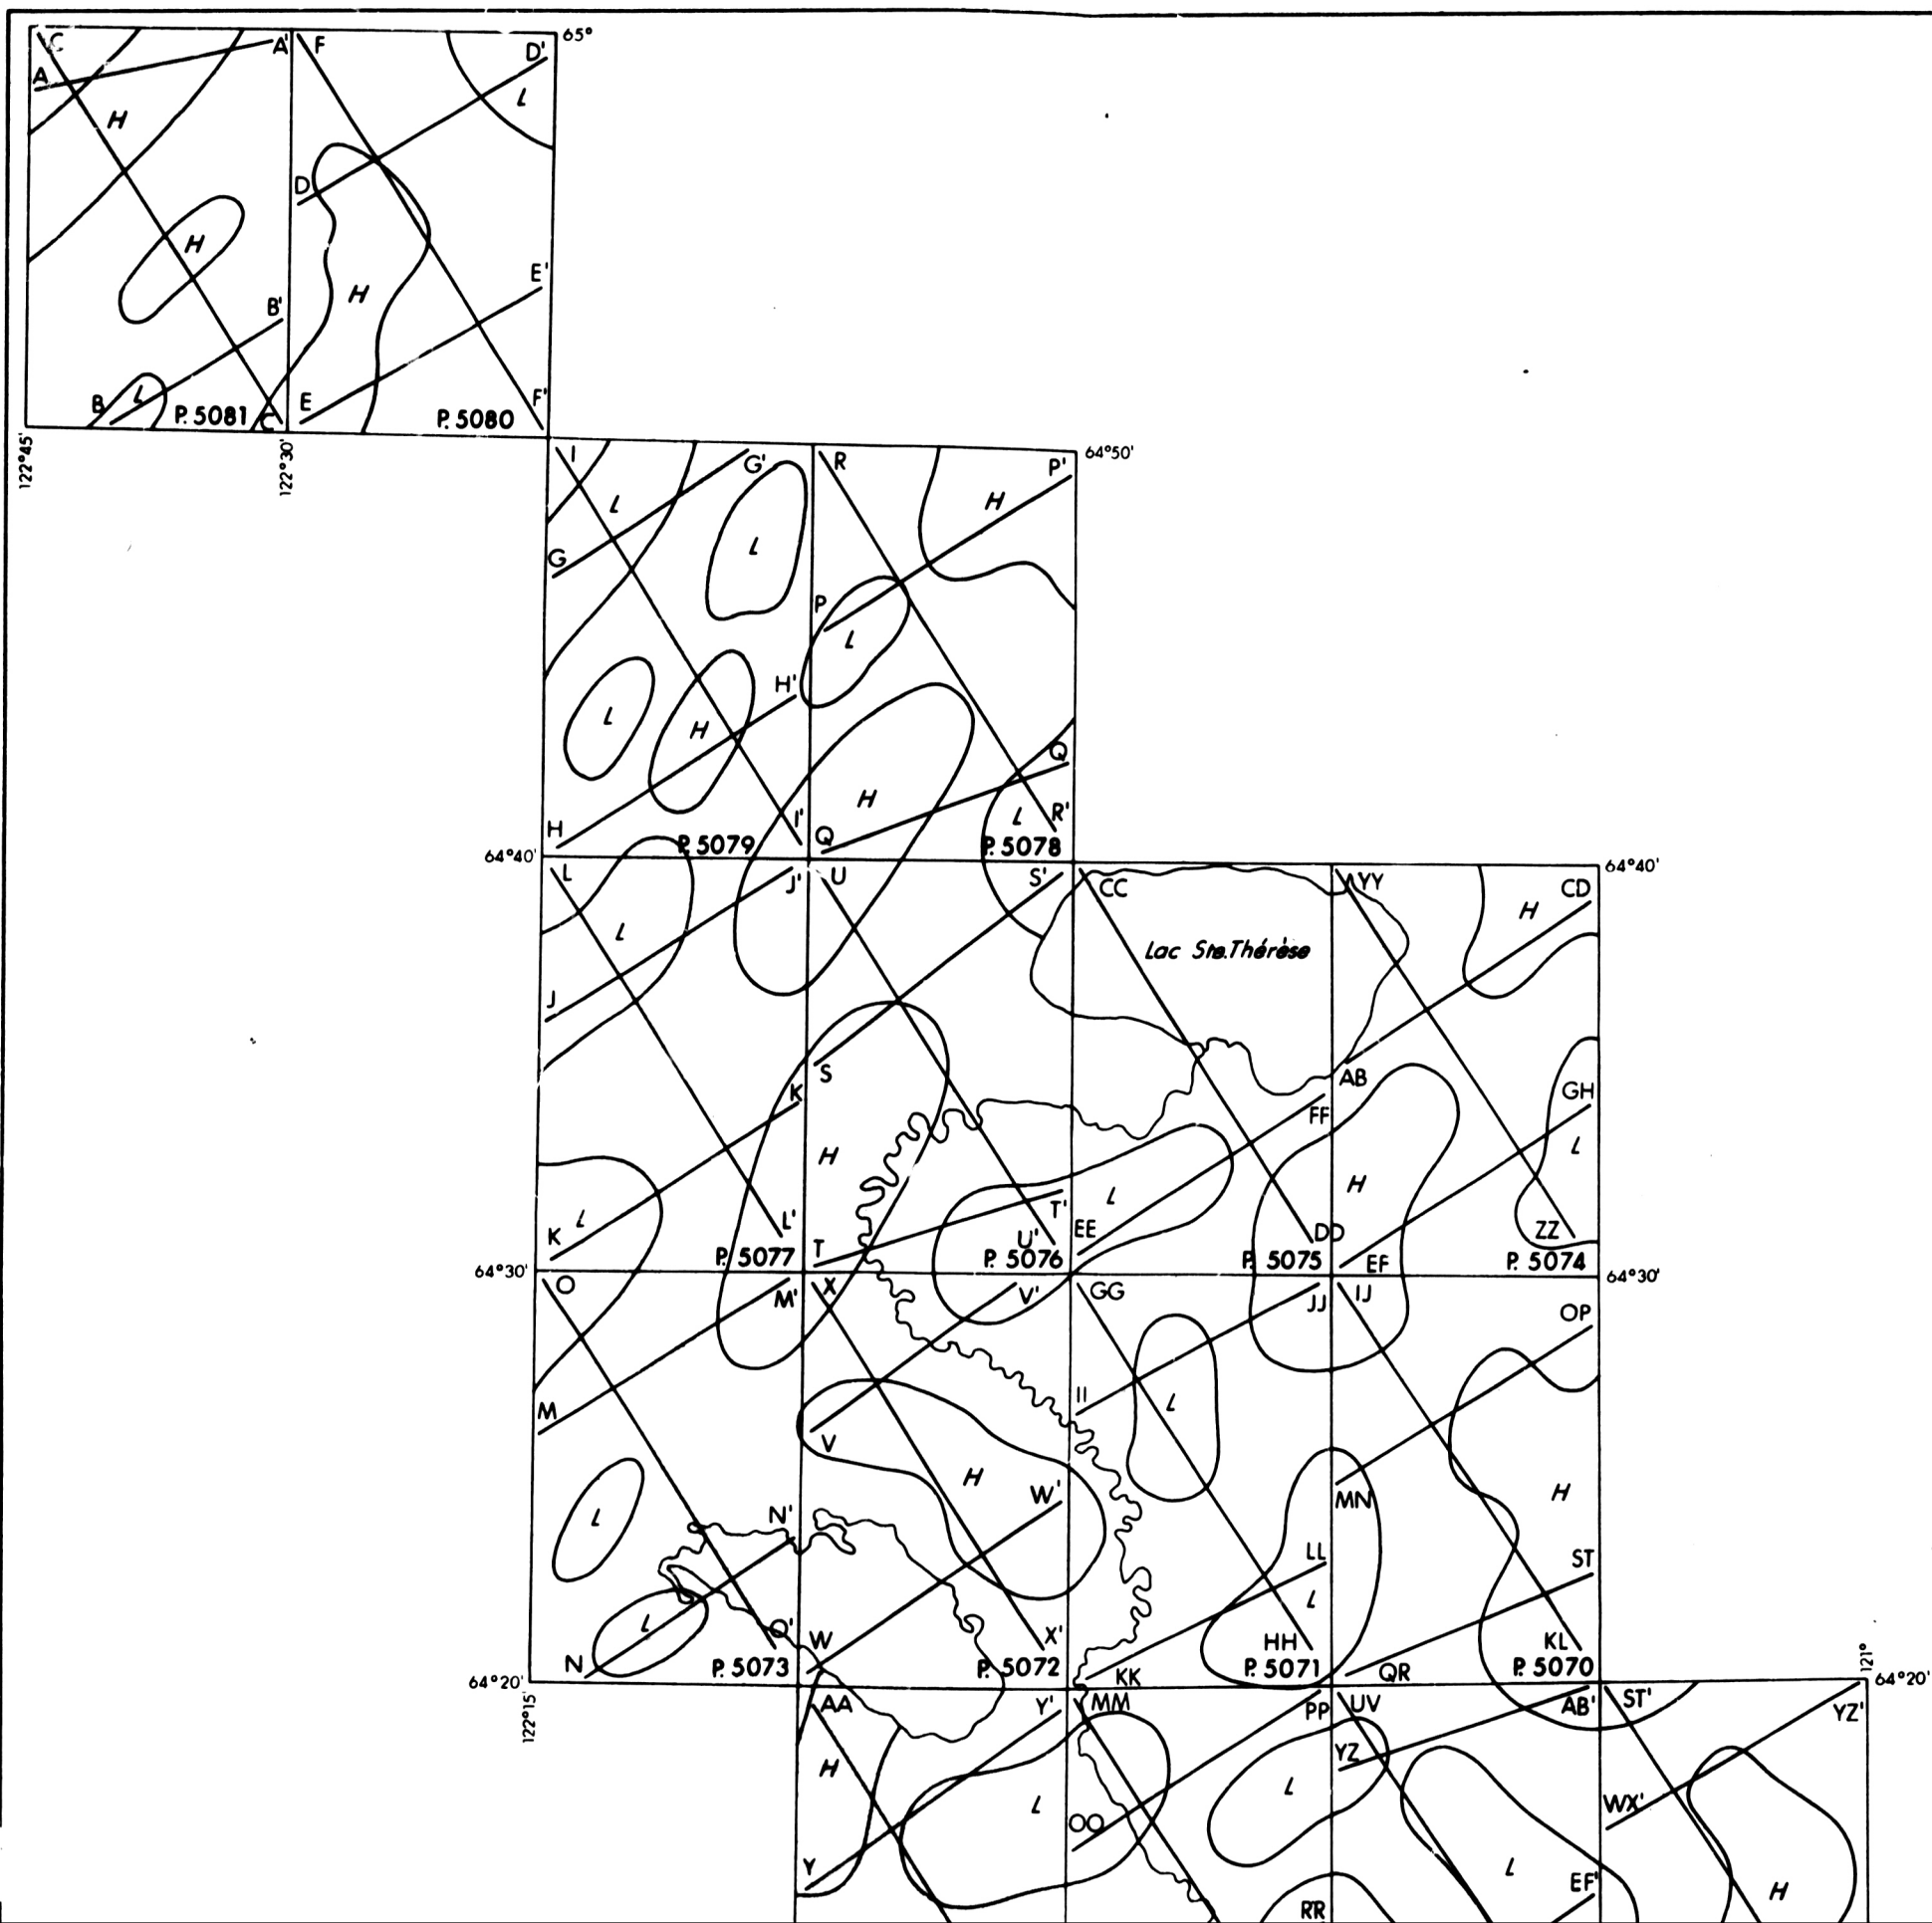 C A' F D' 65°
A L
H
D
H
E'
H
B'
B L P. 5081 C' E P. 5080 F'
122°45' 122°30'
I G' R P' 64°50'
L H
G L
P
L
H' L
L H Q
H
H P. 5079 I' Q L R'
P. 5078
64°40' L J' U S' CC YY CD 64°40'
L H
Lac Ste. Thérèse
J
S AB
K GH
FF
H L
L L H
K L' T' EE
P. 5077 T U' P. 5076 P. 5075 DD EF ZZ P. 5074
64°30' O M' X V' GG JJ IJ OP 64°30'
M II L
V
H W' MN H
L N'
LL ST
L L
O' W X' HH KL
N P. 5073 P. 5072 KK P. 5071 QR P. 5070
64°20' 122°15' 121° 64°20'
AA Y' MM PP UV AB' ST' YZ'
YZ
H L L WX'
OO
Y L EF' H
RR